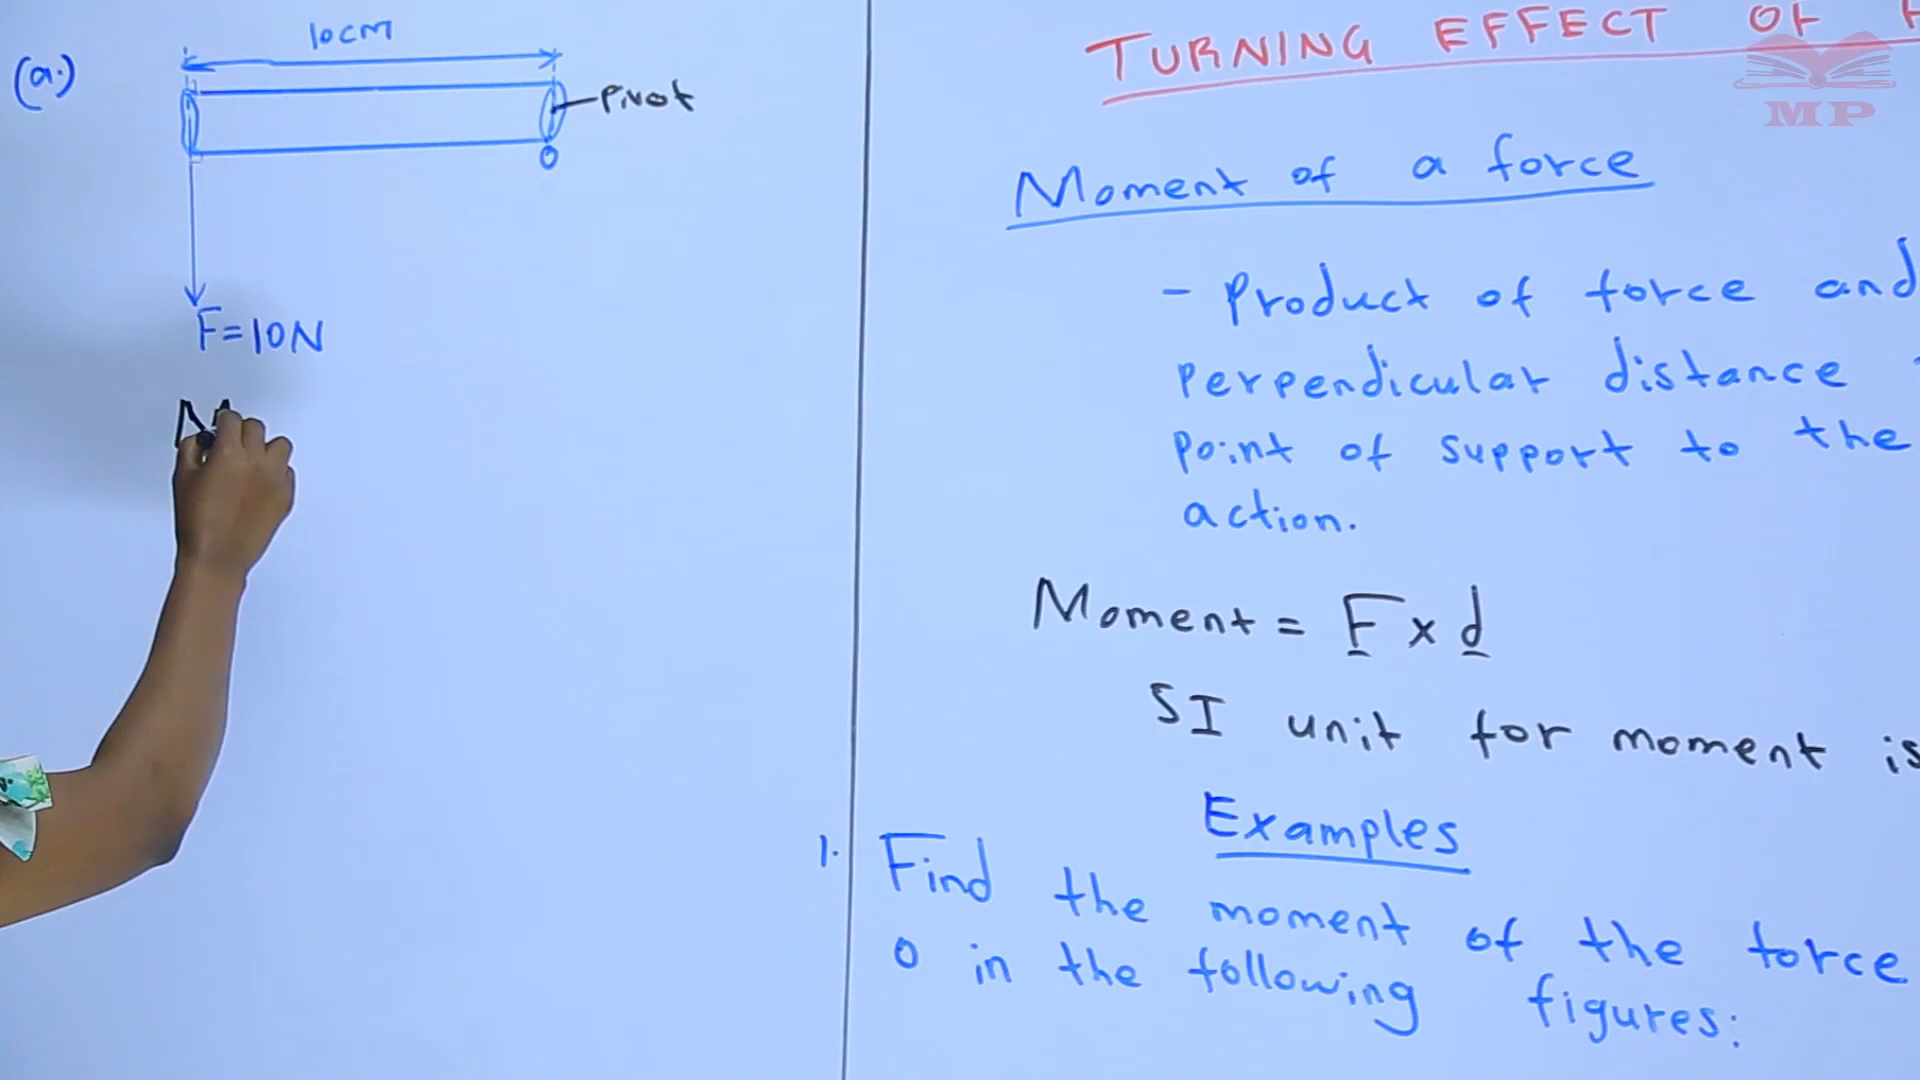 (a.)
10cm
Pivot
O
F=10N
M
TURNING EFFECT OF
MP
Moment of a force
- Product of force and
perpendicular distance
point of support to the
action.
Moment = F x d
SI unit for moment is
Examples
1. Find the moment of the force
O in the following figures: